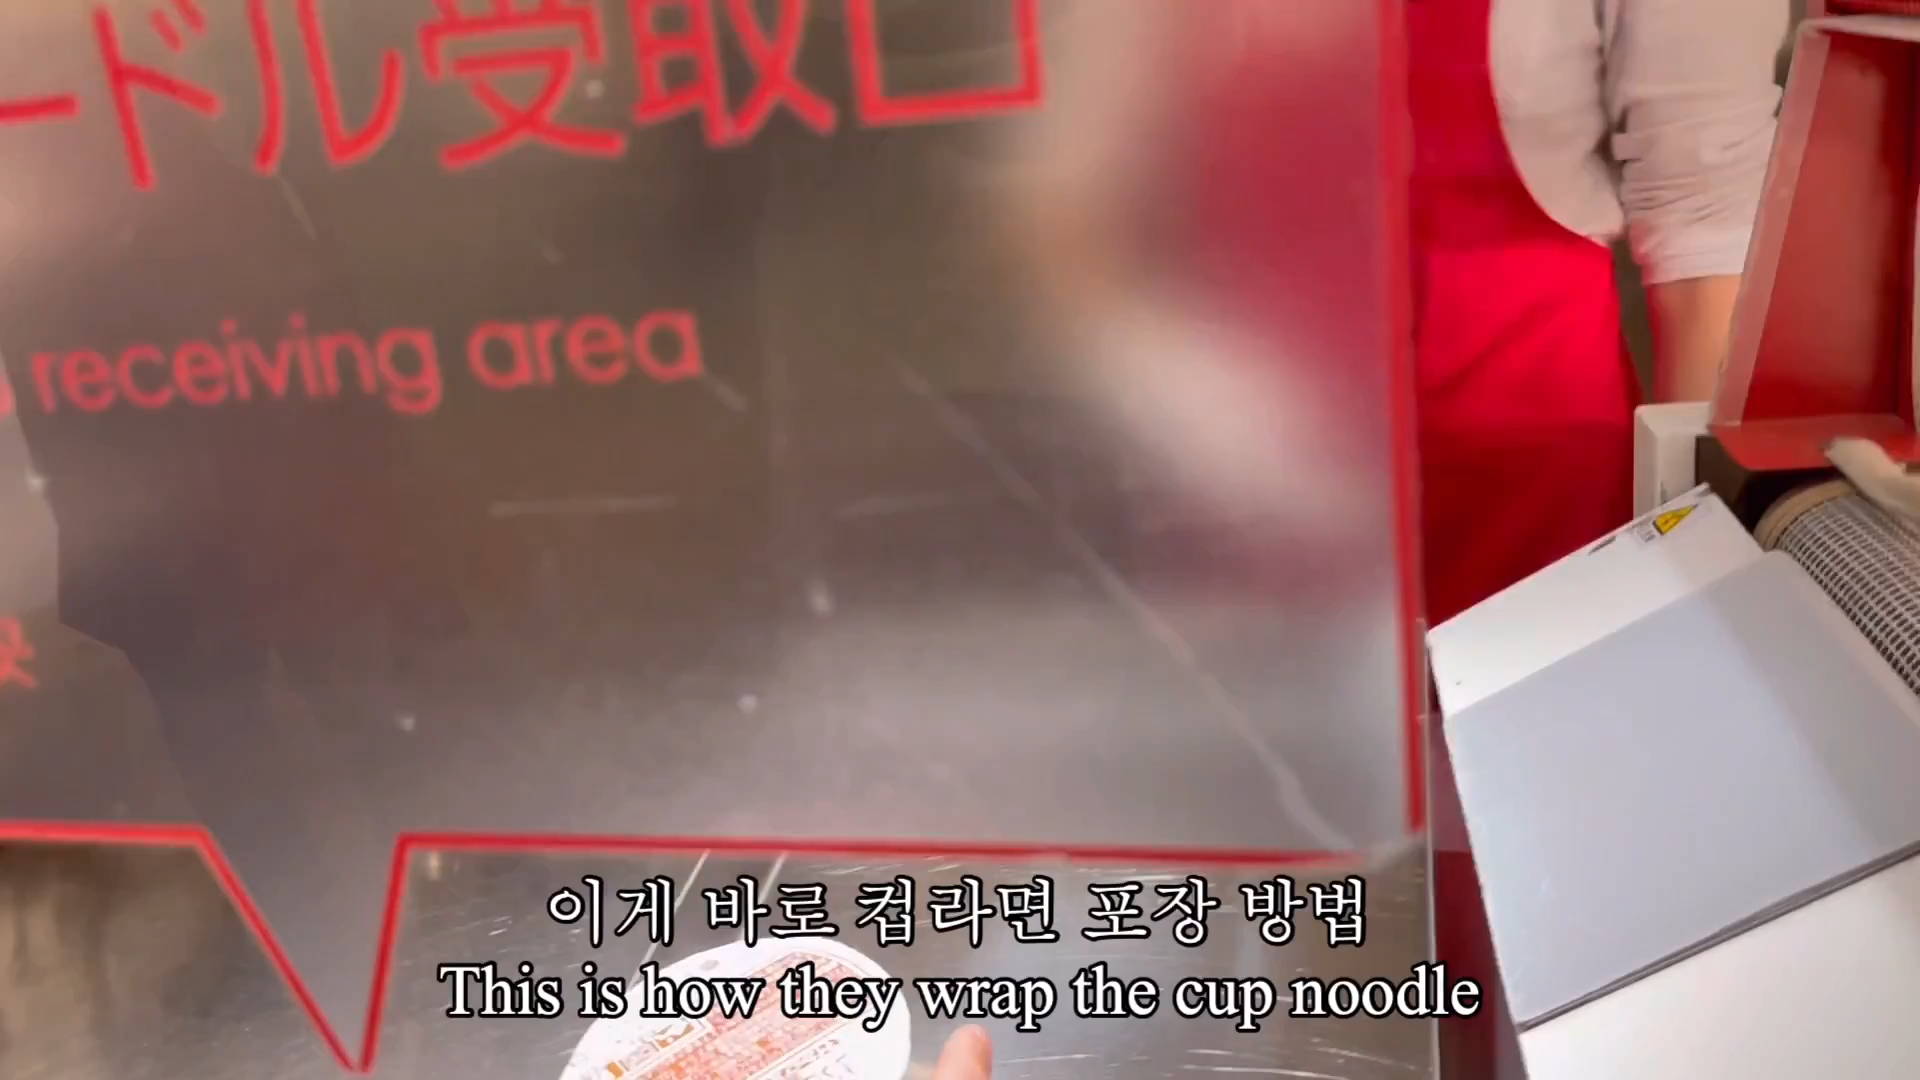 ードル受取口
receiving area
이게 바로 컵라면 포장 방법
This is how they wrap the cup noodle